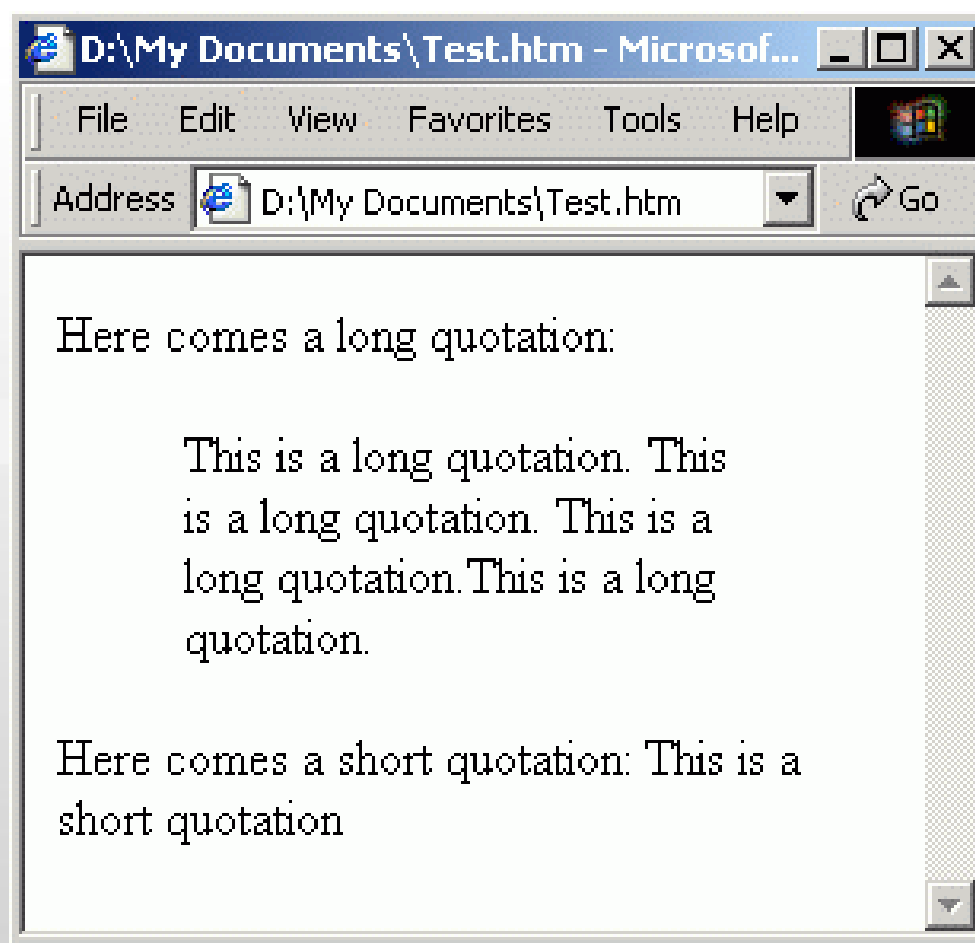 D:\My Documents\Test.htm - Microsof...
File Edit View Favorites Tools Help
Address D:\My Documents\Test.htm Go
Here comes a long quotation:
This is a long quotation. This
is a long quotation. This is a
long quotation.This is a long
quotation.
Here comes a short quotation: This is a
short quotation